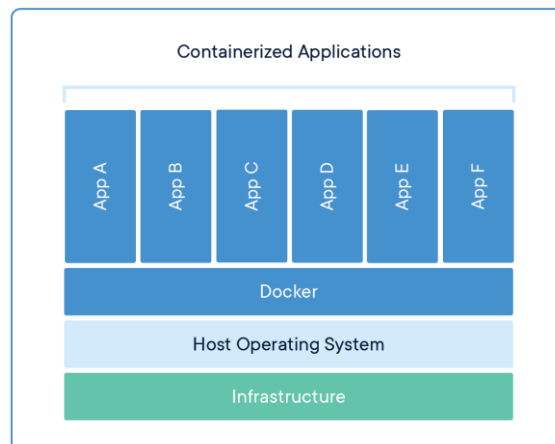 Containerized Applications
App A
App B
App C
App D
App E
App F
Docker
Host Operating System
Infrastructure